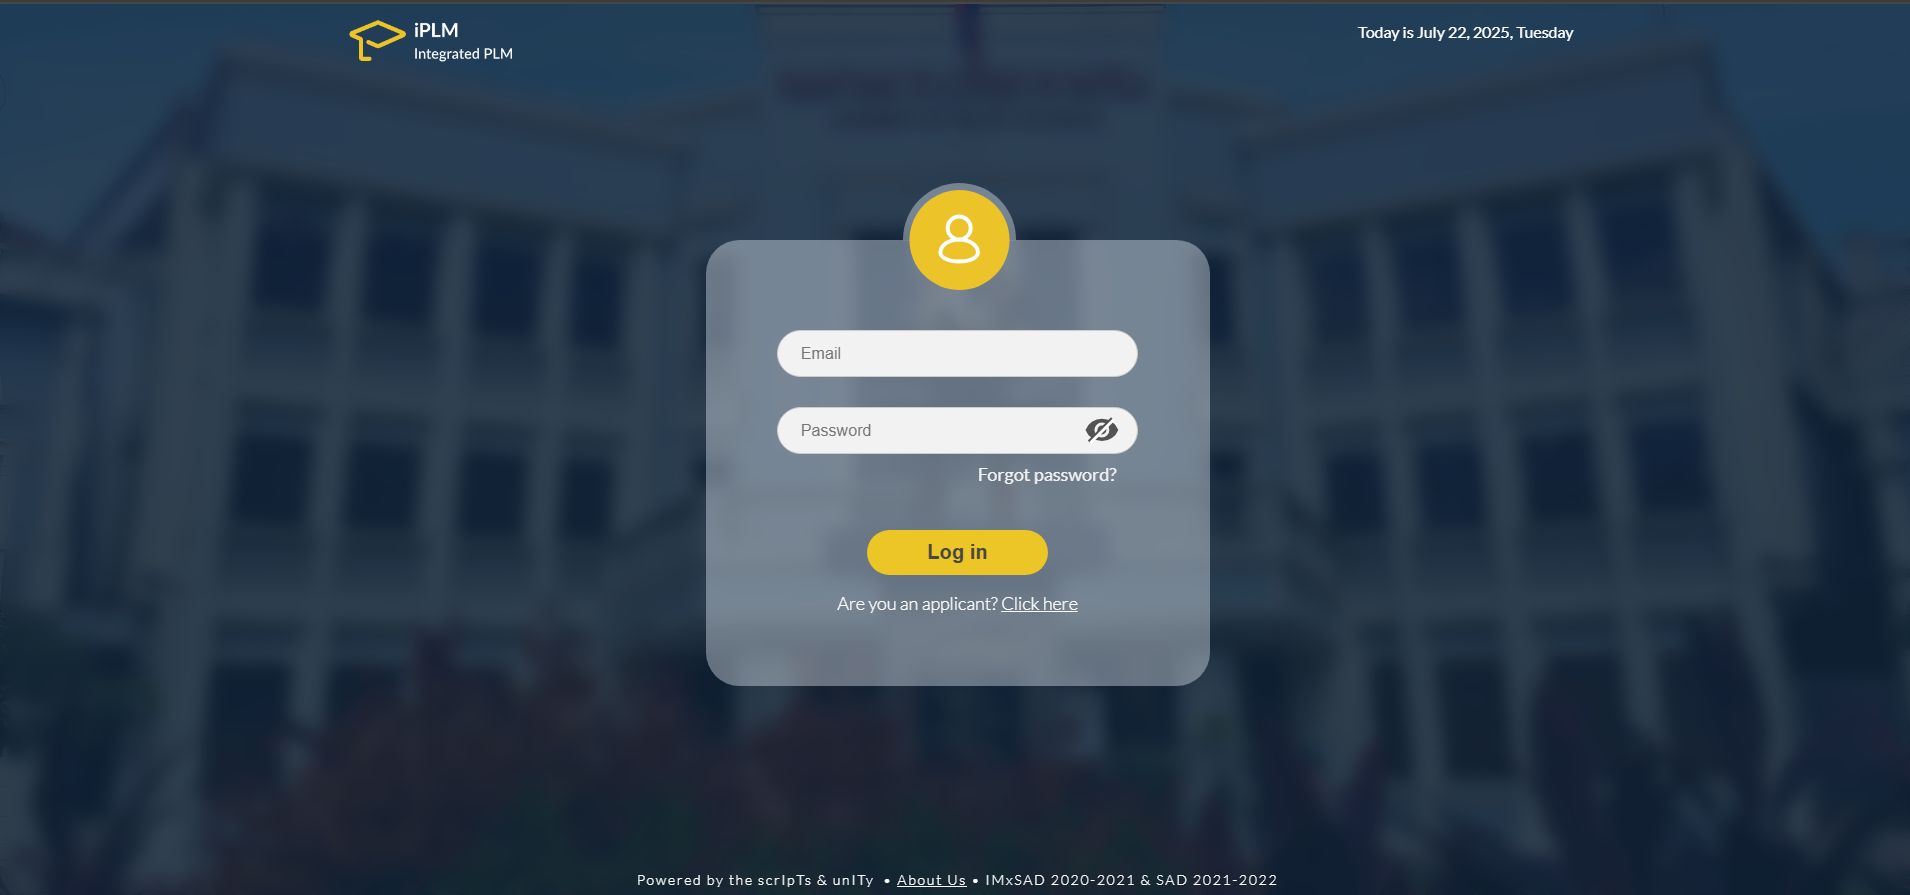 iPLM
Integrated PLM
Today is July 22, 2025, Tuesday
Email
Password
Forgot password?
Log in
Are you an applicant? Click here
Powered by the scrIpTs & unITy • About Us • IMxSAD 2020-2021 & SAD 2021-2022